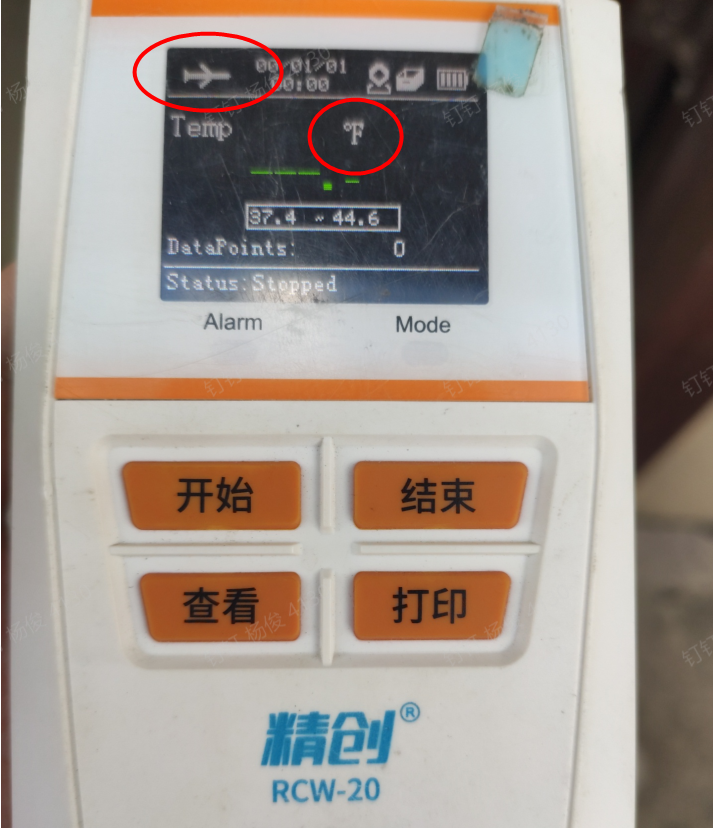 00/01/01
00:00
Temp °F
---.-
37.4 ~ 44.6
DataPoints: 0
Status:Stopped
Alarm Mode
开始 结束
查看 打印
精创®
RCW-20